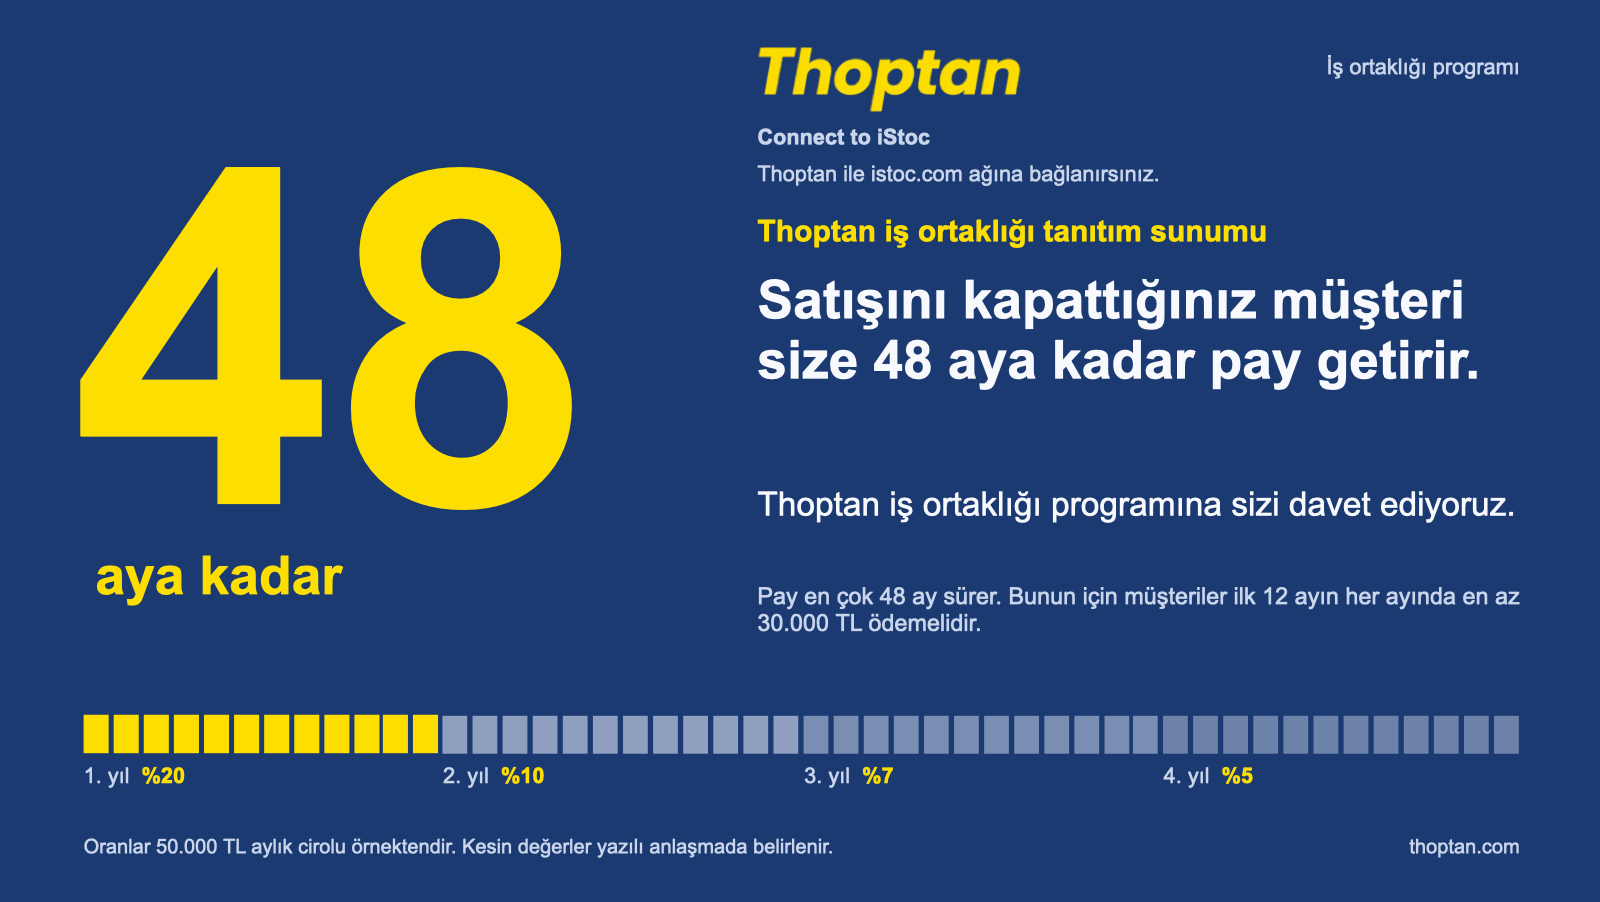 48
aya kadar
Thoptan
İş ortaklığı programı
Connect to iStoc
Thoptan ile istoc.com ağına bağlanırsınız.
Thoptan iş ortaklığı tanıtım sunumu
Satışını kapattığınız müşteri
size 48 aya kadar pay getirir.
Thoptan iş ortaklığı programına sizi davet ediyoruz.
Pay en çok 48 ay sürer. Bunun için müşteriler ilk 12 ayın her ayında en az
30.000 TL ödemelidir.
1. yıl %20
2. yıl %10
3. yıl %7
4. yıl %5
Oranlar 50.000 TL aylık cirolu örnektendir. Kesin değerler yazılı anlaşmada belirlenir.
thoptan.com